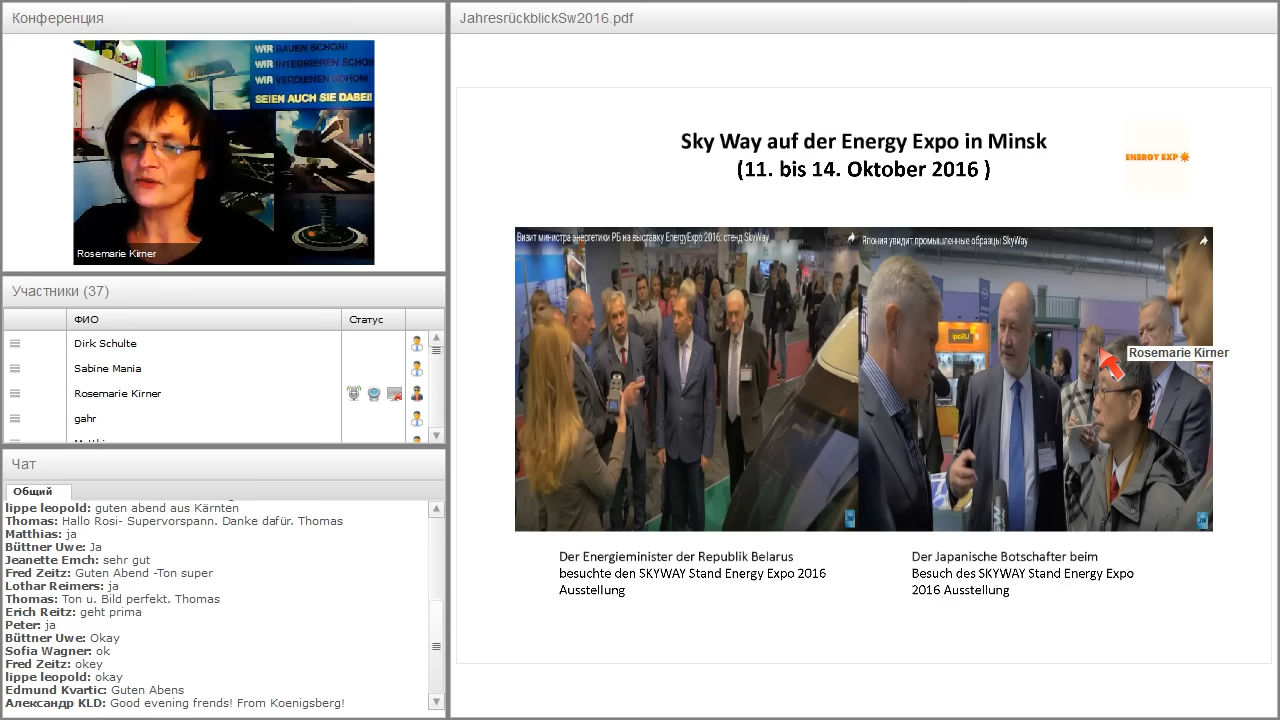 Конференция
WIR BAUEN SCHON!
WIR INTEGRIEREN SCHON
WIR VERDIENEN SCHON!
SEIEN AUCH SIE DABEI!
Rosemarie Kirner
Участники (37)
ФИО Статус
Dirk Schulte
Sabine Mania
Rosemarie Kirner
gahr
Чат
Общий
lippe leopold: guten abend aus Kärnten
Thomas: Hallo Rosi- Supervorspann. Danke dafür. Thomas
Matthias: ja
Büttner Uwe: Ja
Jeanette Emch: sehr gut
Fred Zeitz: Guten Abend -Ton super
Lothar Reimers: ja
Thomas: Ton u. Bild perfekt. Thomas
Erich Reitz: geht prima
Peter: ja
Büttner Uwe: Okay
Sofia Wagner: ok
Fred Zeitz: okey
lippe leopold: okay
Edmund Kvartic: Guten Abens
Александр KLD: Good evening frends! From Koenigsberg!
JahresrückblickSw2016.pdf
Sky Way auf der Energy Expo in Minsk
(11. bis 14. Oktober 2016 )
ENERGY EXP
Визит министра энергетики РБ на выставку EnergyExpo 2016: стенд SkyWay
Япония увидит промышленные образцы SkyWay
Rosemarie Kirner
Der Energieminister der Republik Belarus
besuchte den SKYWAY Stand Energy Expo 2016
Ausstellung
Der Japanische Botschafter beim
Besuch des SKYWAY Stand Energy Expo
2016 Ausstellung